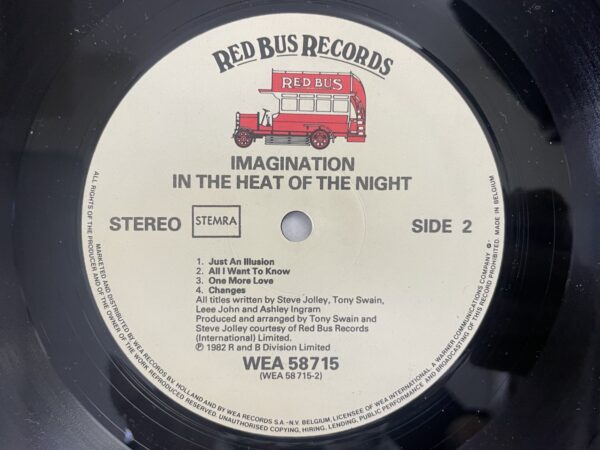 RED BUS RECORDS
RED BUS
IMAGINATION
IN THE HEAT OF THE NIGHT
STEREO
STEMRA
SIDE 2
1. Just An Illusion
2. All I Want To Know
3. One More Love
4. Changes
All titles written by Steve Jolley, Tony Swain,
Leee John and Ashley Ingram
Produced and arranged by Tony Swain and
Steve Jolley courtesy of Red Bus Records
(International) Limited.
℗ 1982 R and B Division Limited
WEA 58715
(WEA 58 715-2)
ALL RIGHTS OF THE PRODUCER AND OF THE OWNER OF THE WORK REPRODUCED RESERVED. UNAUTHORISED COPYING, HIRING, LENDING, PUBLIC PERFORMANCE AND BROADCASTING OF THIS RECORD PROHIBITED. MADE IN BELGIUM
MARKETED AND DISTRIBUTED BY WEA RECORDS B.V. HOLLAND AND BY WEA RECORDS S.A.-N.V. BELGIUM, LICENSEE OF WEA INTERNATIONAL, A WARNER COMMUNICATIONS COMPANY